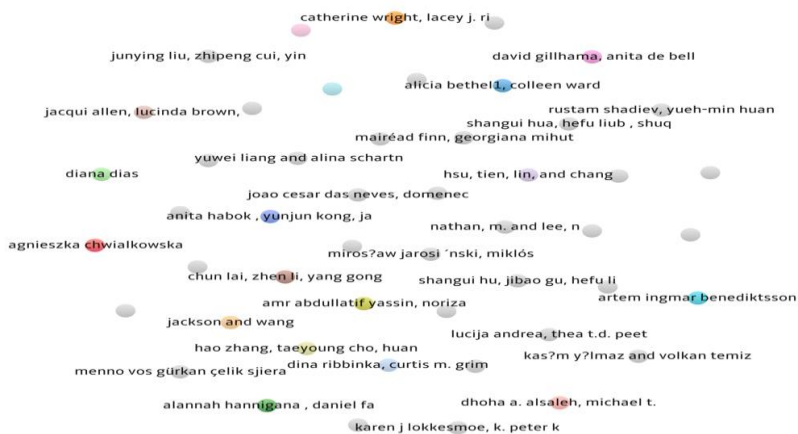 catherine wright, lacey j. ri
junying liu, zhipeng cui, yin
david gillhama, anita de bell
alicia bethel1, colleen ward
jacqui allen, lucinda brown,
rustam shadiev, yueh-min huan
shangui hua, hefu liub , shuq
mairéad finn, georgiana mihut
yuwei liang and alina schartn
diana dias
hsu, tien, lin, and chang
joao cesar das neves, domenec
anita habok , yunjun kong, ja
nathan, m. and lee, n
agnieszka chwialkowska
miros?aw jarosi ´nski, miklós
chun lai, zhen li, yang gong
shangui hu, jibao gu, hefu li
artem ingmar benediktsson
amr abdullatif yassin, noriza
jackson and wang
lucija andrea, thea t.d. peet
hao zhang, taeyoung cho, huan
kas?m y?lmaz and volkan temiz
dina ribbinka, curtis m. grim
menno vos gürkan çelik sjiera
alannah hannigana , daniel fa
dhoha a. alsaleh, michael t.
karen j lokkesmoe, k. peter k